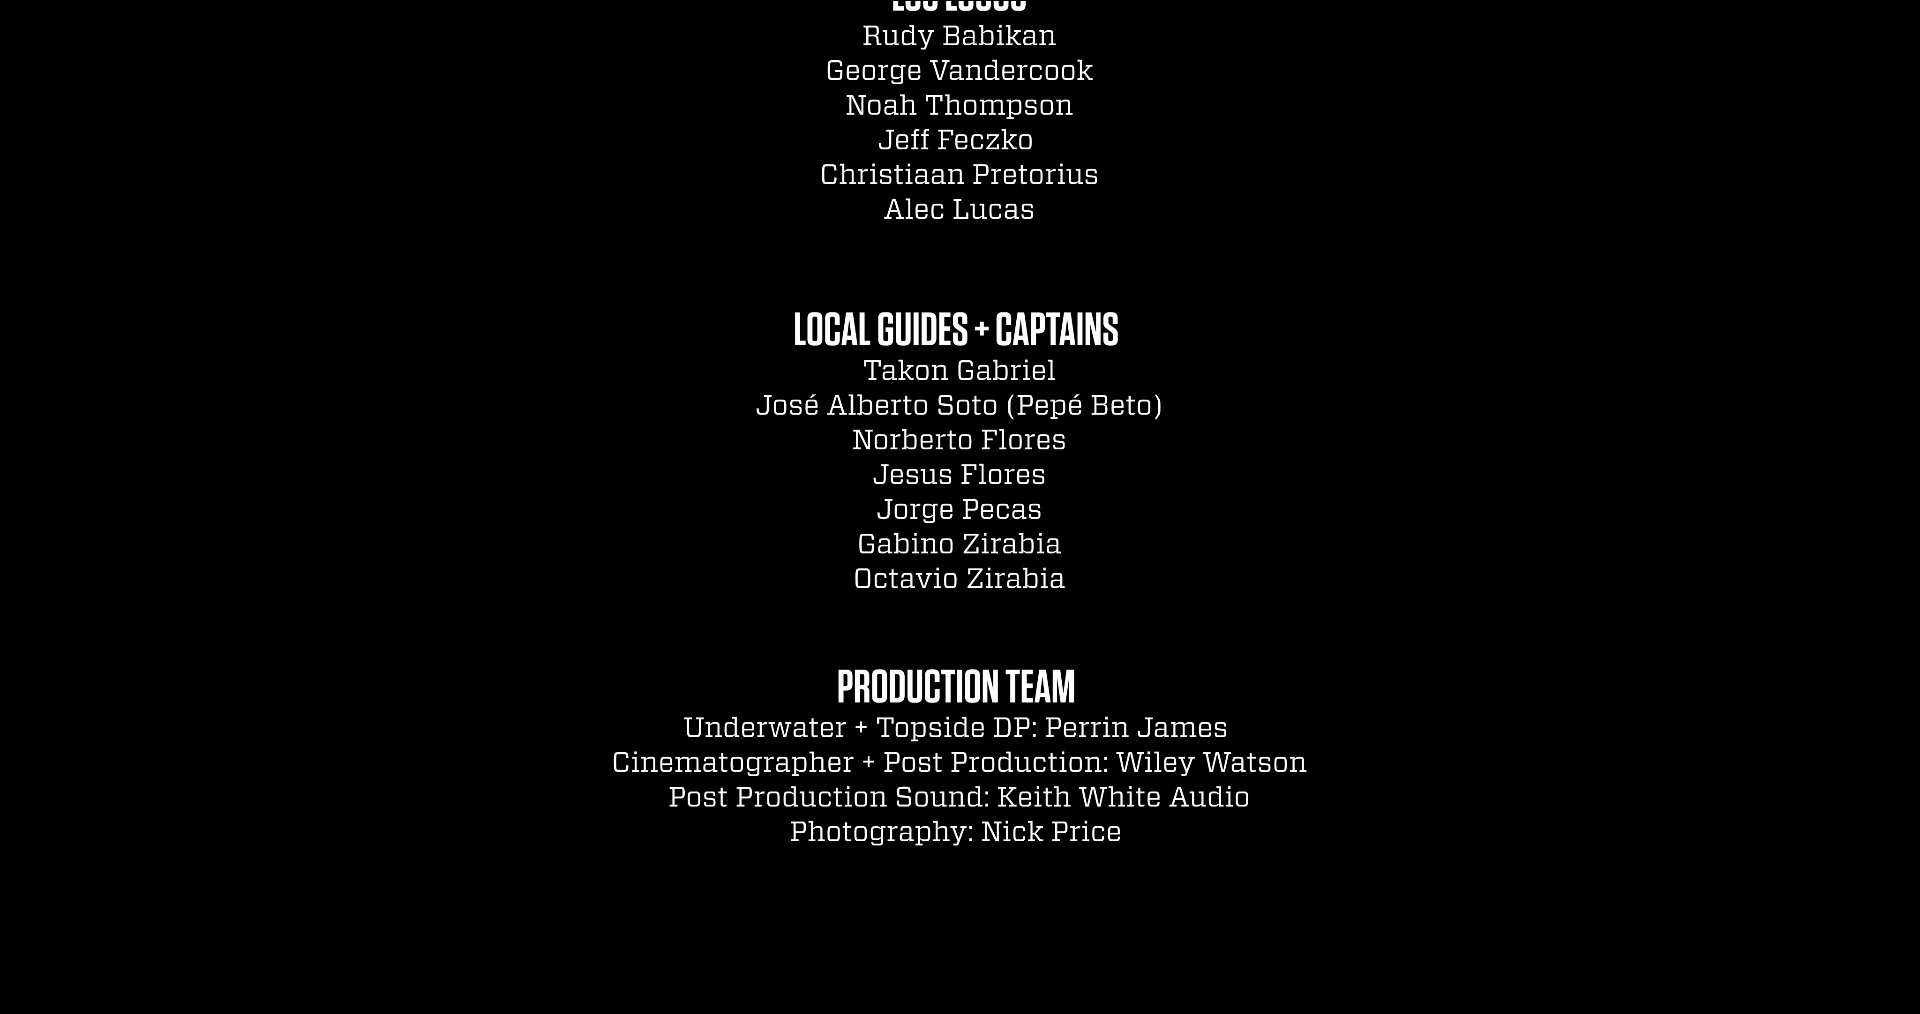 Rudy Babikan
George Vandercook
Noah Thompson
Jeff Feczko
Christiaan Pretorius
Alec Lucas
LOCAL GUIDES + CAPTAINS
Takon Gabriel
José Alberto Soto (Pepé Beto)
Norberto Flores
Jesus Flores
Jorge Pecas
Gabino Zirabia
Octavio Zirabia
PRODUCTION TEAM
Underwater + Topside DP: Perrin James
Cinematographer + Post Production: Wiley Watson
Post Production Sound: Keith White Audio
Photography: Nick Price